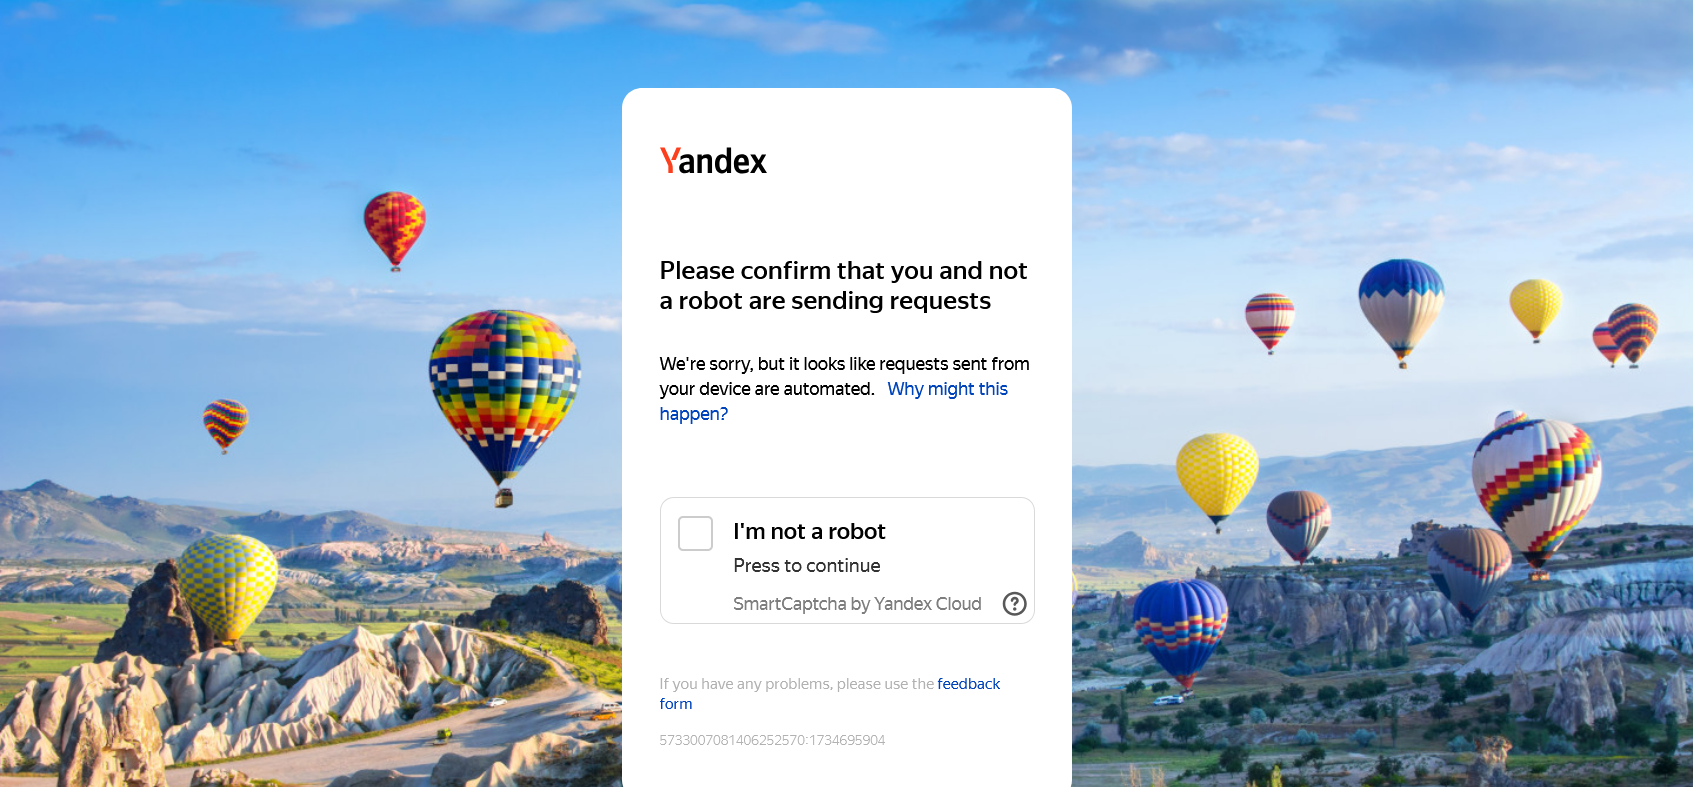 Yandex
Please confirm that you and not
a robot are sending requests
We're sorry, but it looks like requests sent from
your device are automated. Why might this
happen?
I'm not a robot
Press to continue
SmartCaptcha by Yandex Cloud
If you have any problems, please use the feedback
form
5733007081406252570:1734695904